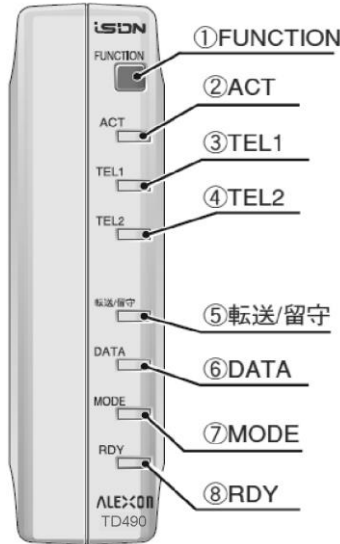 iSDN
FUNCTION
①FUNCTION
ACT
②ACT
TEL1
③TEL1
TEL2
④TEL2
転送/留守
⑤転送/留守
DATA
⑥DATA
MODE
⑦MODE
RDY
⑧RDY
ALEXON
TD490